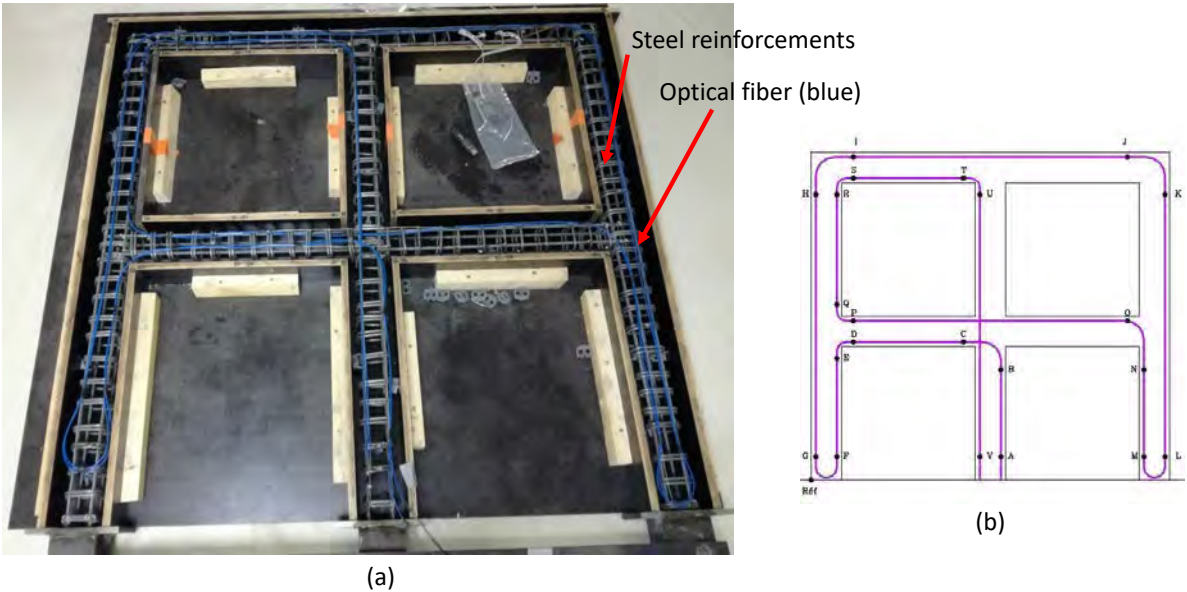 Steel reinforcements
Optical fiber (blue)
I
J
S
T
H
R
U
K
Q
P
O
D
C
E
B
N
G
F
V
A
M
L
Réf
(b)
(a)